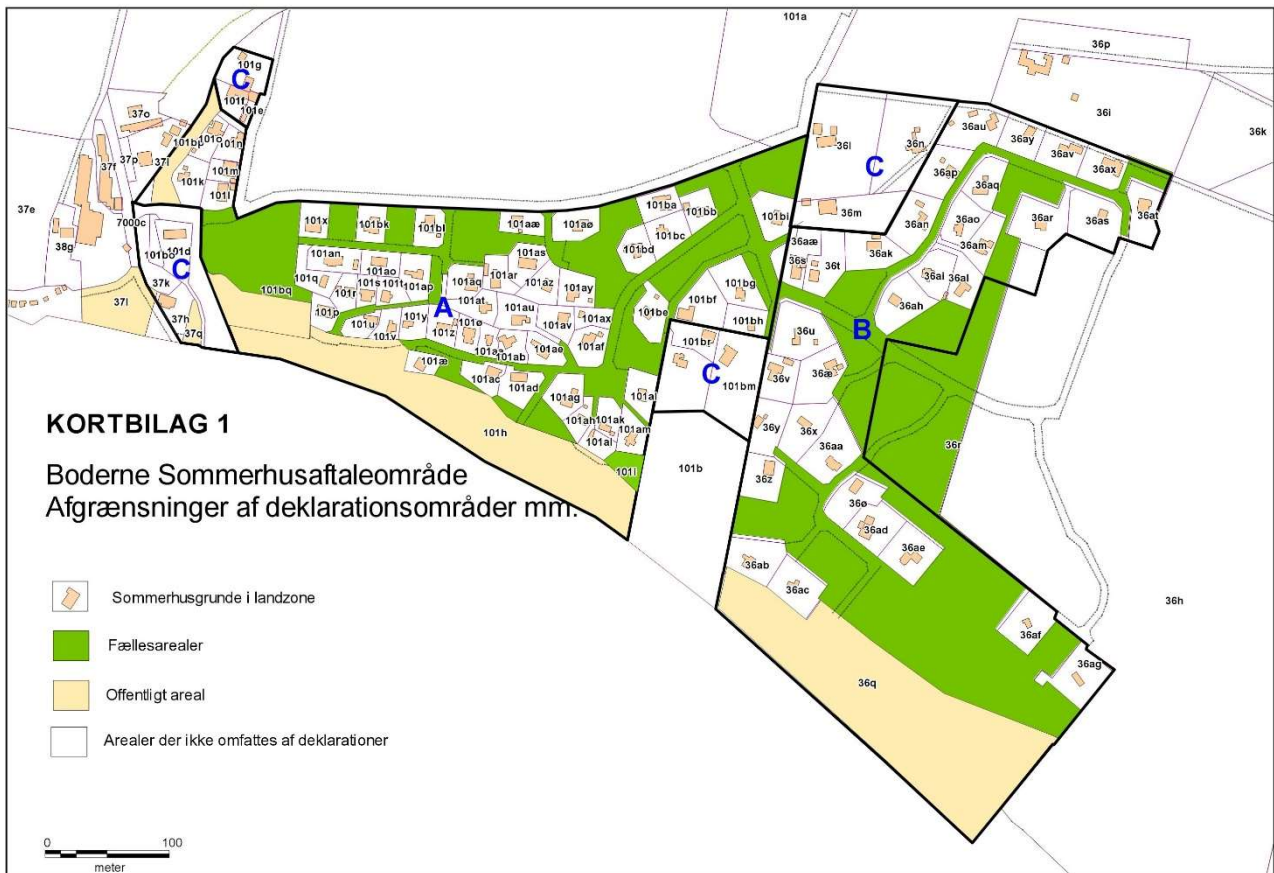 101a
36p
101g
C
101f
101e
36i
37o
101bp
101o
101n
36au
36ay
36k
37f
37p
37i
36l
36n
36av
101m
C
36ap
36ax
101k
101l
36aq
37e
7000c
101ba
36m
101x
101bk
101bl
101aæ
101aø
101bb
101bi
36an
36ao
36ar
36as
36at
38g
101d
101bo
101bc
36aæ
36am
C
101an
101as
101bd
36s
36t
36ak
37k
101q
101ao
101aq
101ar
101az
101bg
36ai
36al
37l
101bq
101r
101s
101t
101ap
101at
101ay
101be
101bf
36ah
37h
101p
A
101au
101ax
101bh
37q
101u
101y
101z
101ø
101av
36u
B
101v
101ab
101ae
101af
101br
101æ
C
101bm
36v
36æ
101ac
101ad
101ag
101ah
101ak
101am
101al
36y
36x
36aa
36r
KORTBILAG 1
101h
101i
101b
36z
Boderne Sommerhusaftaleområde
Afgrænsninger af deklarationsområder mm.
36ø
36ad
36ae
36ab
36ac
36h
Sommerhusgrunde i landzone
36af
Fællesarealer
36ag
36q
Offentligt areal
Arealer der ikke omfattes af deklarationer
0 100
meter